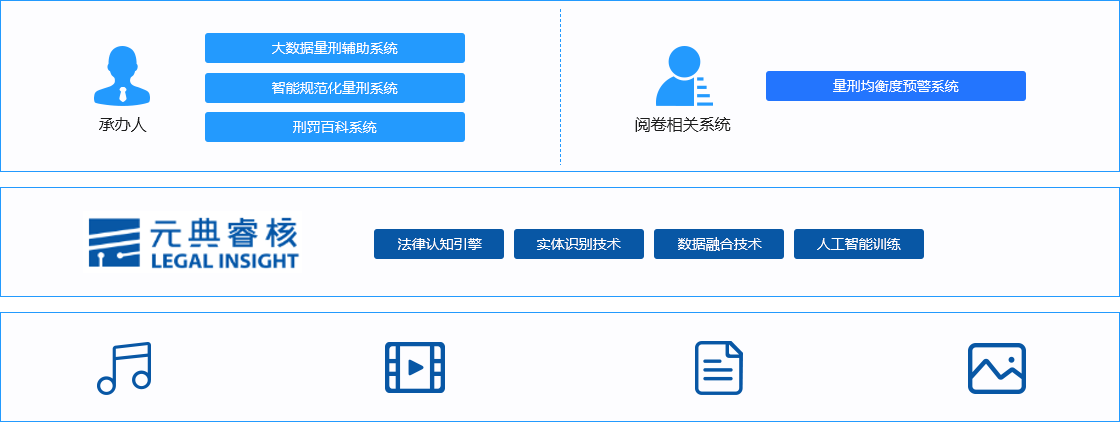 大数据量刑辅助系统
智能规范化量刑系统
刑罚百科系统
承办人
量刑均衡度预警系统
阅卷相关系统
元典睿核
LEGAL INSIGHT
法律认知引擎
实体识别技术
数据融合技术
人工智能训练